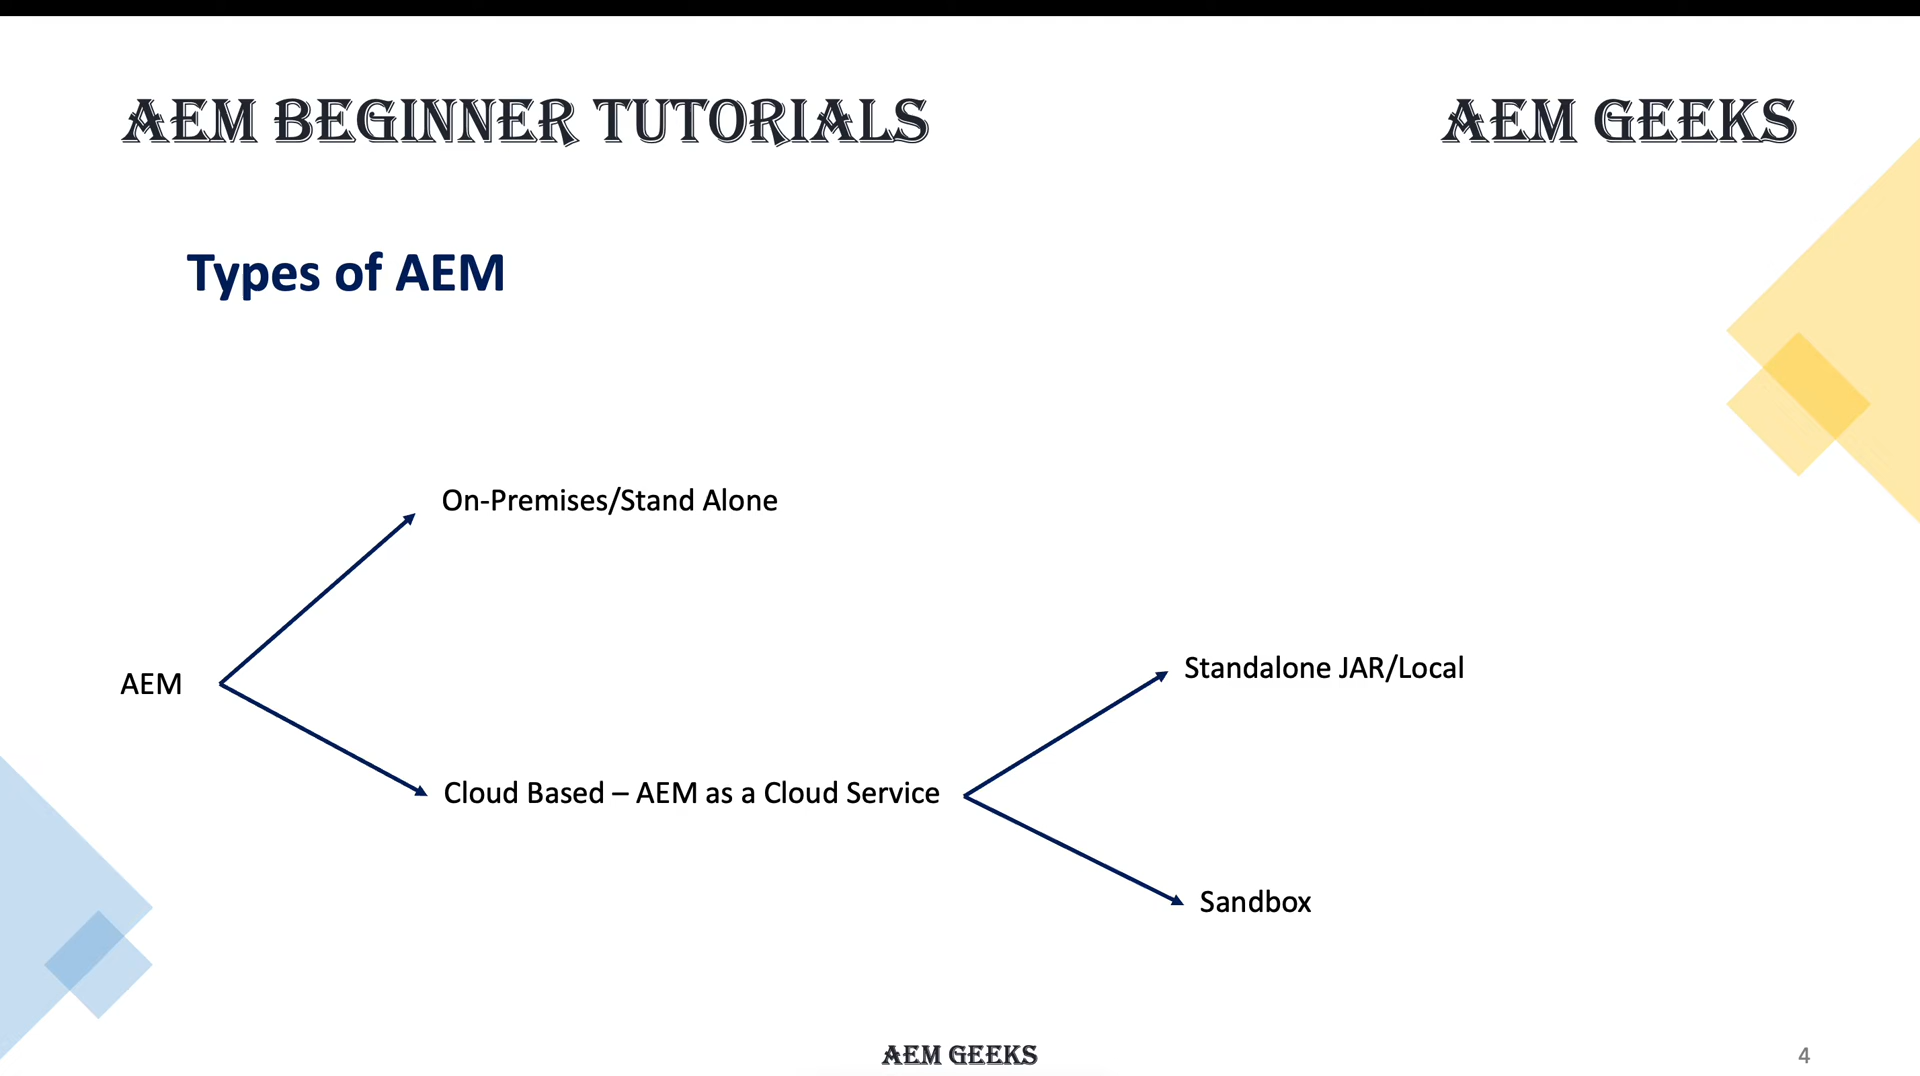 AEM BEGINNER TUTORIALS
AEM GEEKS
Types of AEM
On-Premises/Stand Alone
AEM
Standalone JAR/Local
Cloud Based – AEM as a Cloud Service
Sandbox
AEM GEEKS
4